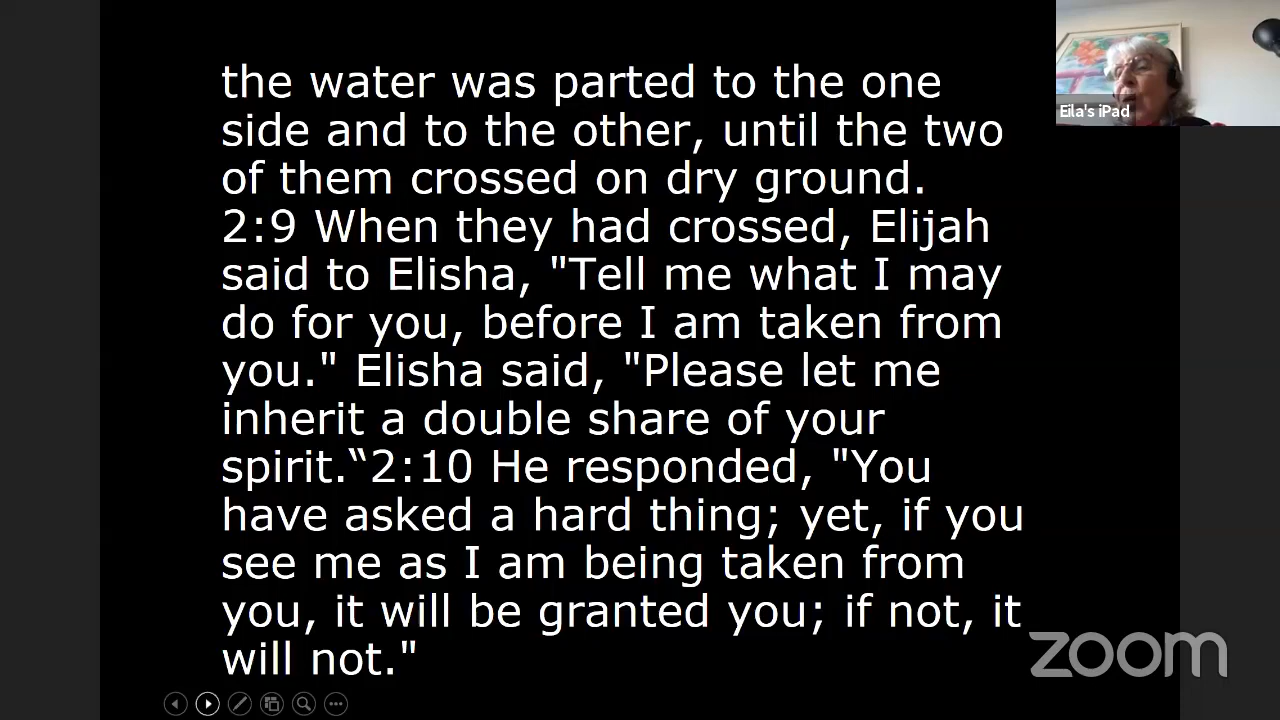 the water was parted to the one
side and to the other, until the two
of them crossed on dry ground.
2:9 When they had crossed, Elijah
said to Elisha, "Tell me what I may
do for you, before I am taken from
you." Elisha said, "Please let me
inherit a double share of your
spirit.“2:10 He responded, "You
have asked a hard thing; yet, if you
see me as I am being taken from
you, it will be granted you; if not, it
will not."
Eila's iPad
zoom